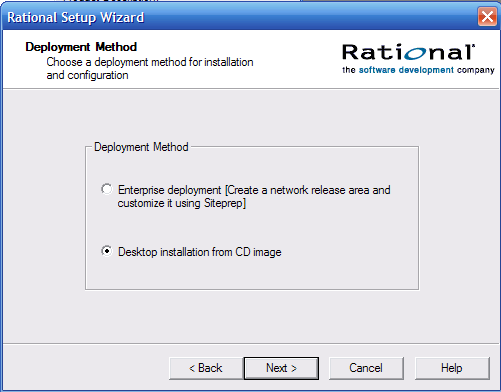 Rational Setup Wizard
Deployment Method
Choose a deployment method for installation
and configuration
Rational
the software development company
Deployment Method
Enterprise deployment [Create a network release area and
customize it using Siteprep]
Desktop installation from CD image
< Back
Next >
Cancel
Help